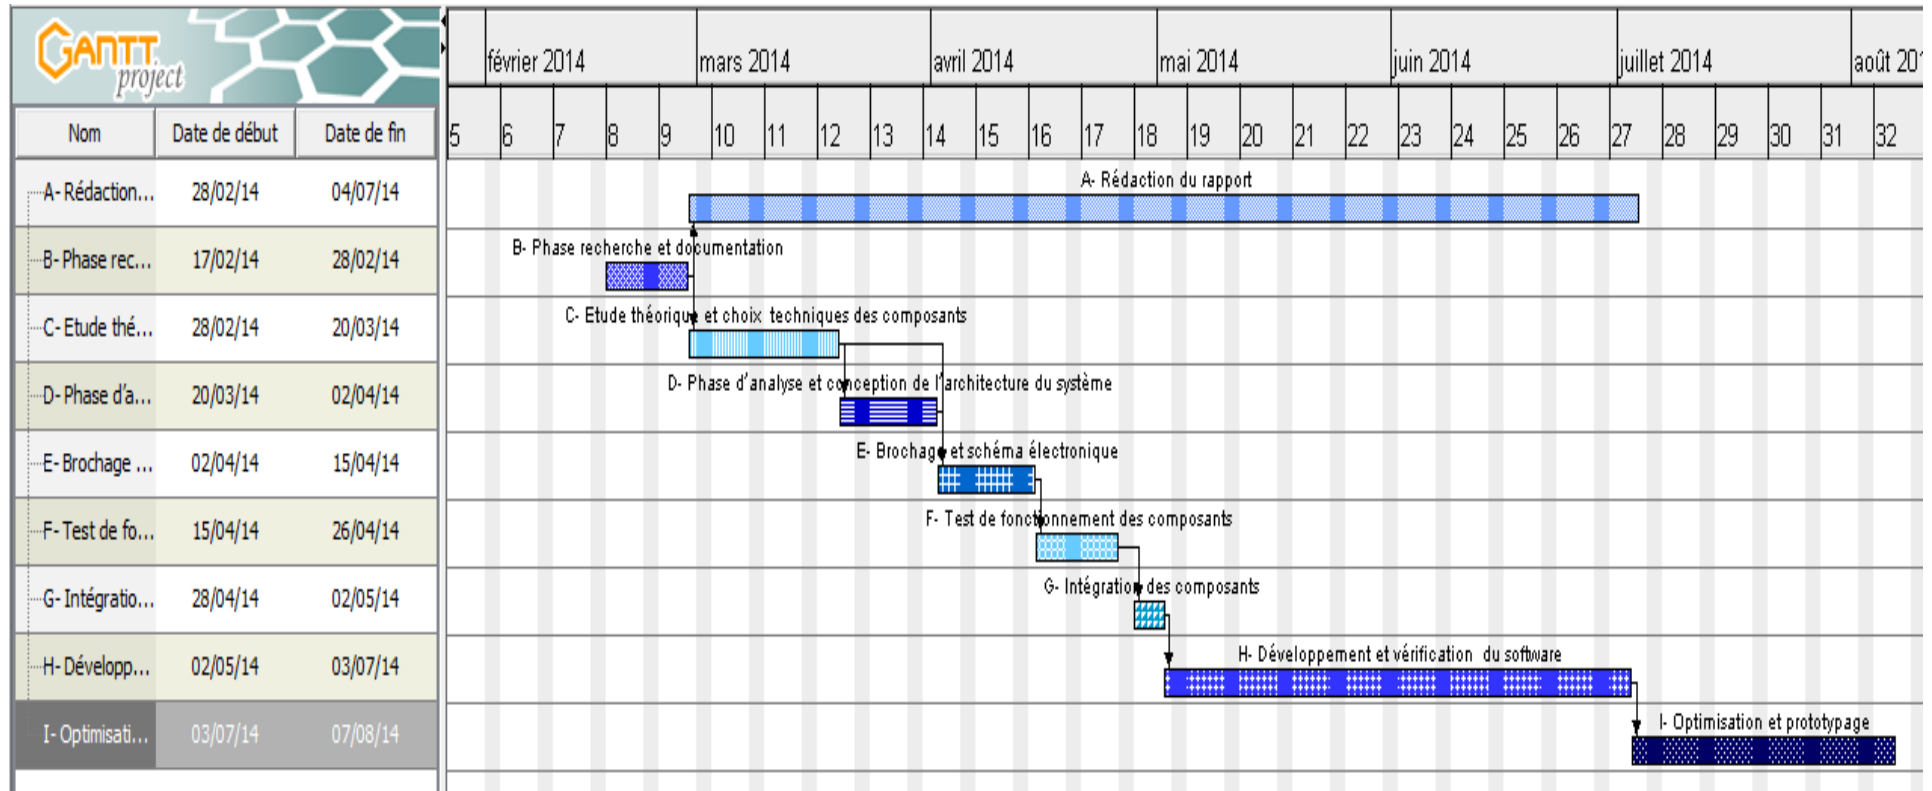 GANTT
project
février 2014 mars 2014 avril 2014 mai 2014 juin 2014 juillet 2014 août 201
Nom Date de début Date de fin
5 6 7 8 9 10 11 12 13 14 15 16 17 18 19 20 21 22 23 24 25 26 27 28 29 30 31 32
A- Rédaction... 28/02/14 04/07/14
A- Rédaction du rapport
B- Phase rec... 17/02/14 28/02/14
B- Phase recherche et documentation
C- Etude thé... 28/02/14 20/03/14
C- Etude théorique et choix techniques des composants
D- Phase d'a... 20/03/14 02/04/14
D- Phase d'analyse et conception de l'architecture du système
E- Brochage ... 02/04/14 15/04/14
E- Brochage et schéma électronique
F- Test de fo... 15/04/14 26/04/14
F- Test de fonctionnement des composants
G- Intégratio... 28/04/14 02/05/14
G- Intégration des composants
H- Développ... 02/05/14 03/07/14
H- Développement et vérification du software
I- Optimisati... 03/07/14 07/08/14
I- Optimisation et prototypage